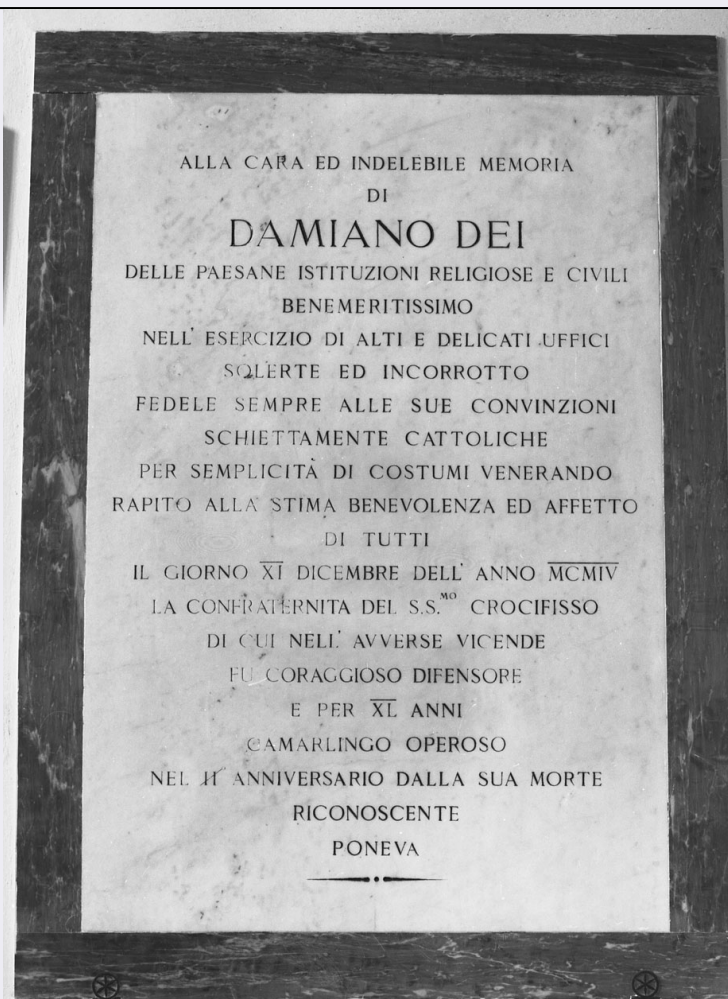 ALLA CARA ED INDELEBILE MEMORIA
DI
DAMIANO DEI
DELLE PAESANE ISTITUZIONI RELIGIOSE E CIVILI
BENEMERITISSIMO
NELL' ESERCIZIO DI ALTI E DELICATI UFFICI
SOLERTE ED INCORROTTO
FEDELE SEMPRE ALLE SUE CONVINZIONI
SCHIETTAMENTE CATTOLICHE
PER SEMPLICITÀ DI COSTUMI VENERANDO
RAPITO ALLA STIMA BENEVOLENZA ED AFFETTO
DI TUTTI
IL GIORNO XI DICEMBRE DELL' ANNO MCMIV
LA CONFRATERNITA DEL S.S.MO CROCIFISSO
DI CUI NELL' AVVERSE VICENDE
FU CORAGGIOSO DIFENSORE
E PER XL ANNI
CAMARLINGO OPEROSO
NEL II ANNIVERSARIO DALLA SUA MORTE
RICONOSCENTE
PONEVA